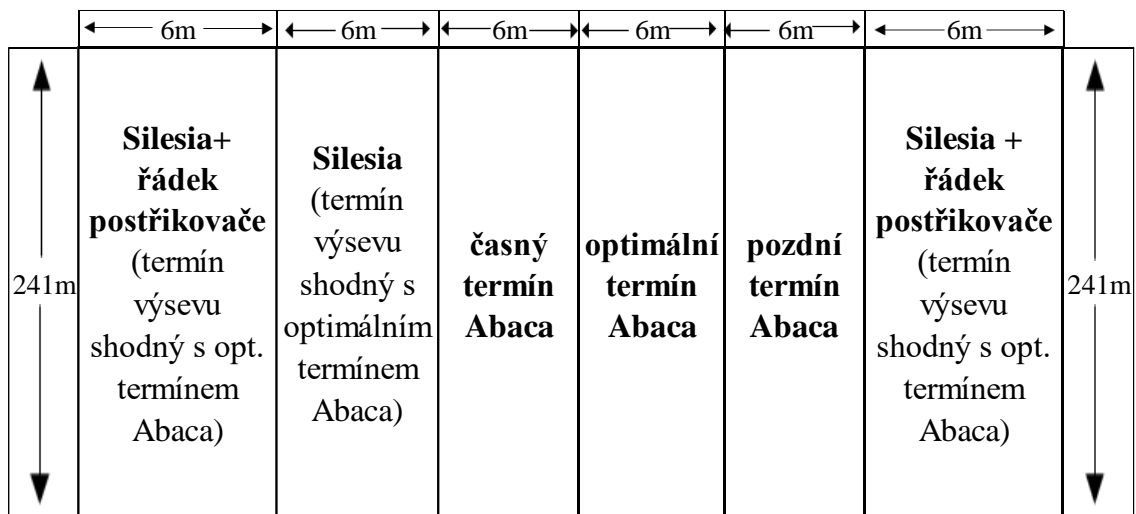 6m 6m 6m 6m 6m 6m
241m
Silesia+
řádek
postřikovače
(termín
výsevu
shodný s opt.
termínem
Abaca)
Silesia
(termín
výsevu
shodný s
optimálním
termínem
Abaca)
časný
termín
Abaca
optimální
termín
Abaca
pozdní
termín
Abaca
Silesia +
řádek
postřikovače
(termín
výsevu
shodný s opt.
termínem
Abaca)
241m